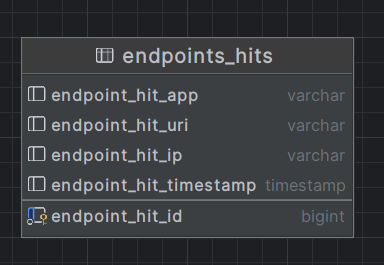 endpoints_hits
endpoint_hit_app varchar
endpoint_hit_uri varchar
endpoint_hit_ip varchar
endpoint_hit_timestamp timestamp
endpoint_hit_id bigint